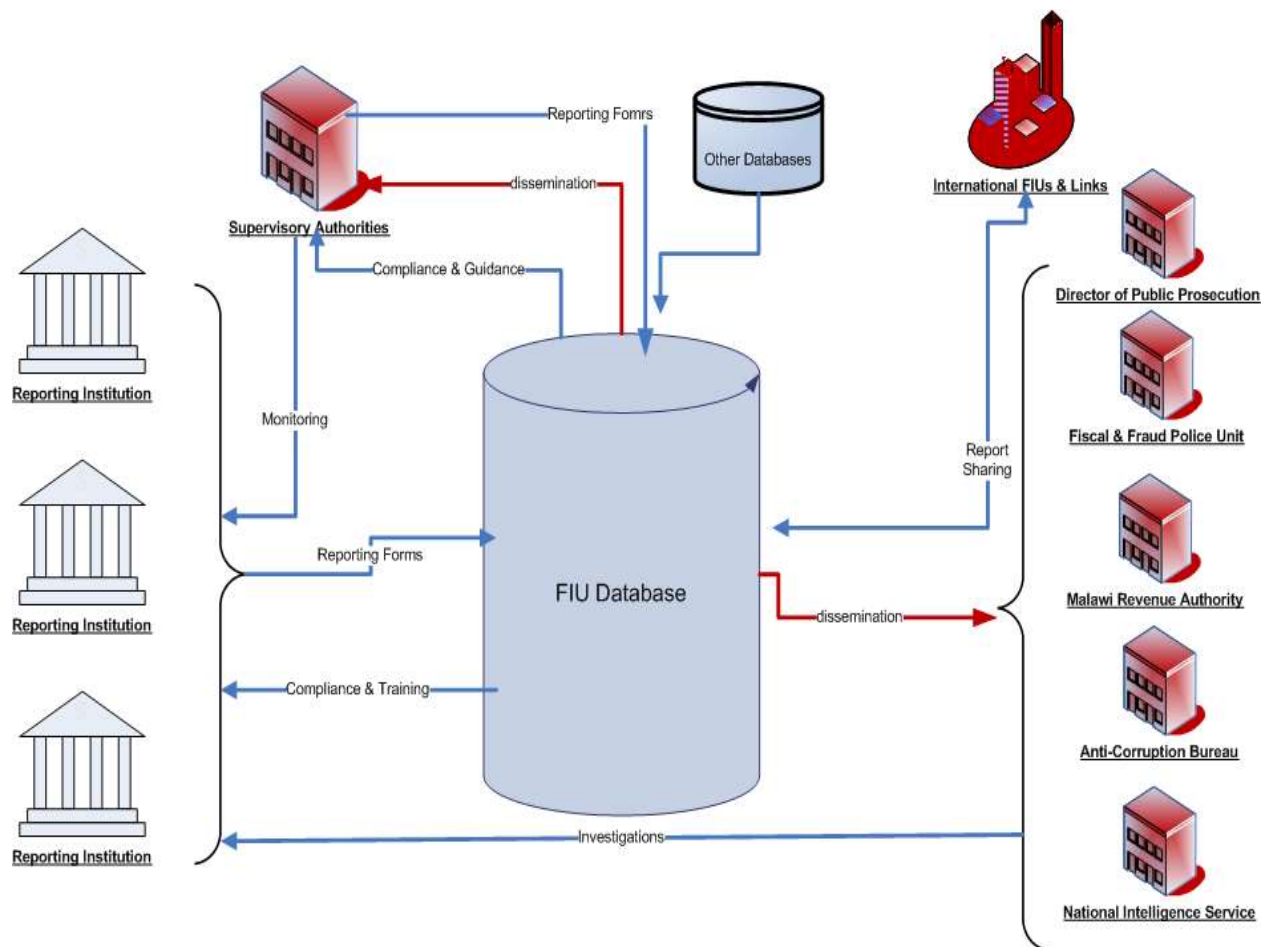 Reporting Fomrs
Other Databases
International FIUs & Links
dissemination
Supervisory Authorities
Compliance & Guidance
Director of Public Prosecution
Reporting Institution
Monitoring
Fiscal & Fraud Police Unit
Report
Sharing
Reporting Forms
FIU Database
Malawi Revenue Authority
dissemination
Reporting Institution
Compliance & Training
Anti-Corruption Bureau
Investigations
Reporting Institution
National Intelligence Service